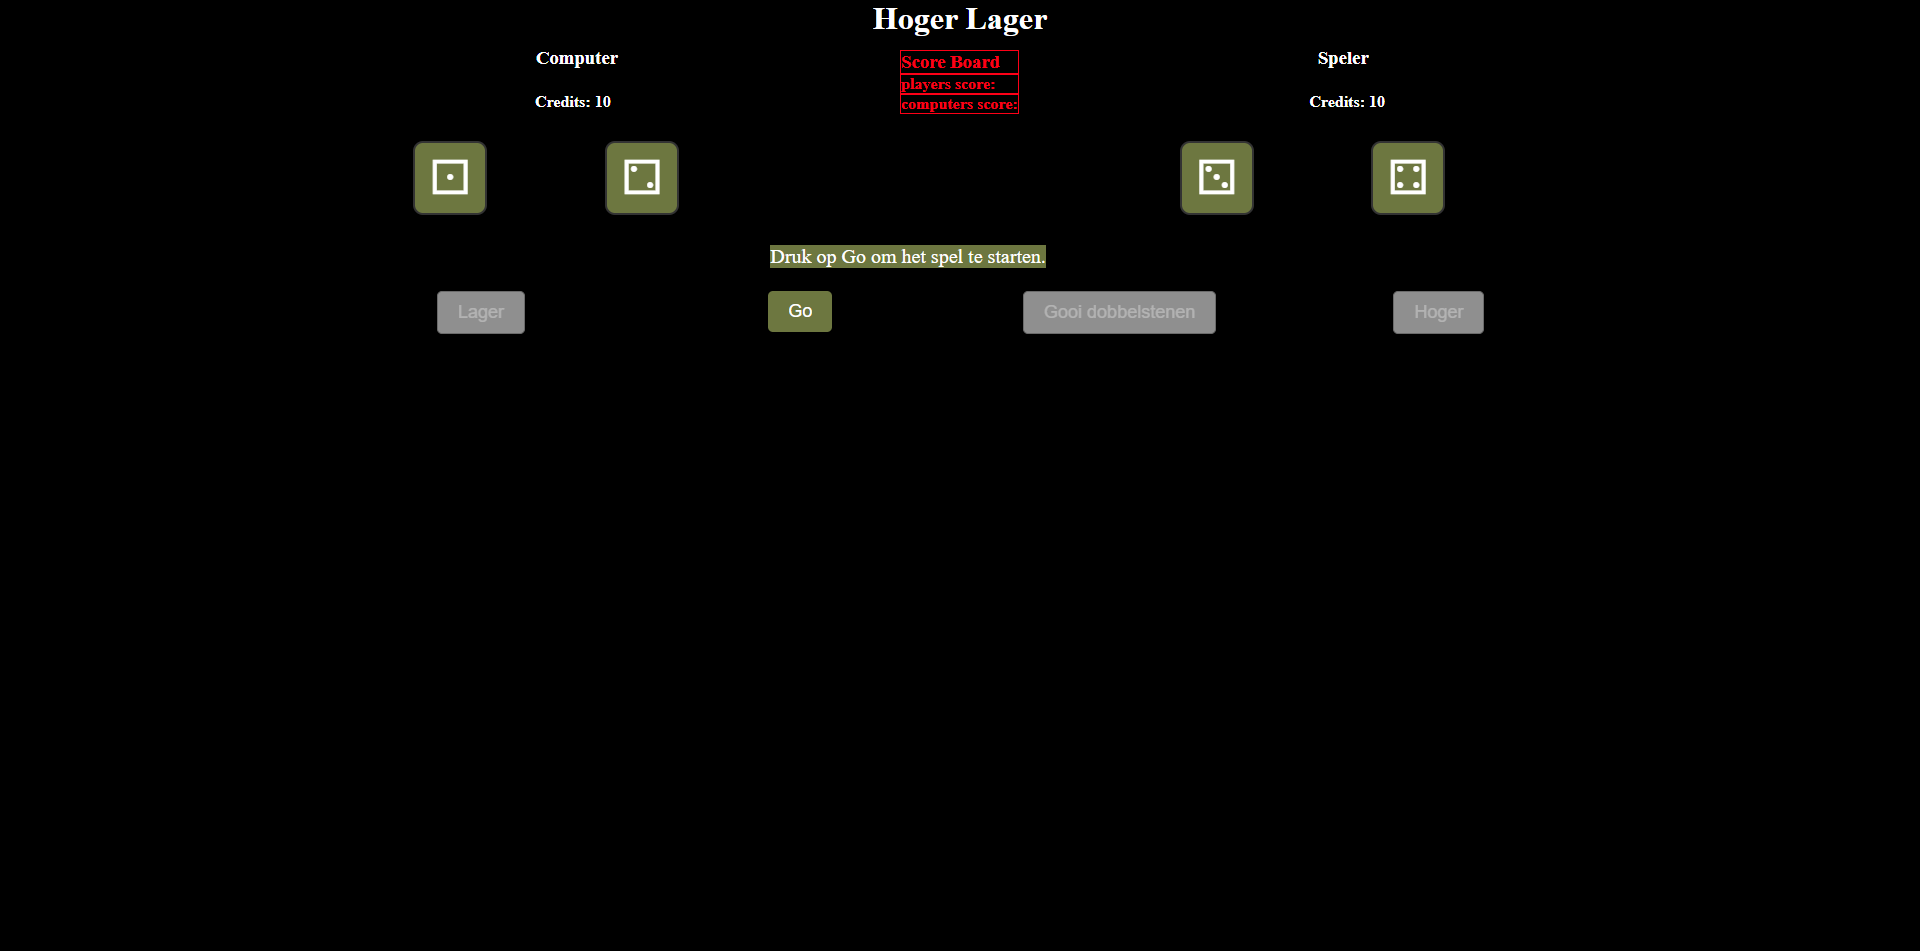 Hoger Lager
Computer
Score Board
Speler
players score:
Credits: 10
computers score:
Credits: 10
Druk op Go om het spel te starten.
Lager
Go
Gooi dobbelstenen
Hoger